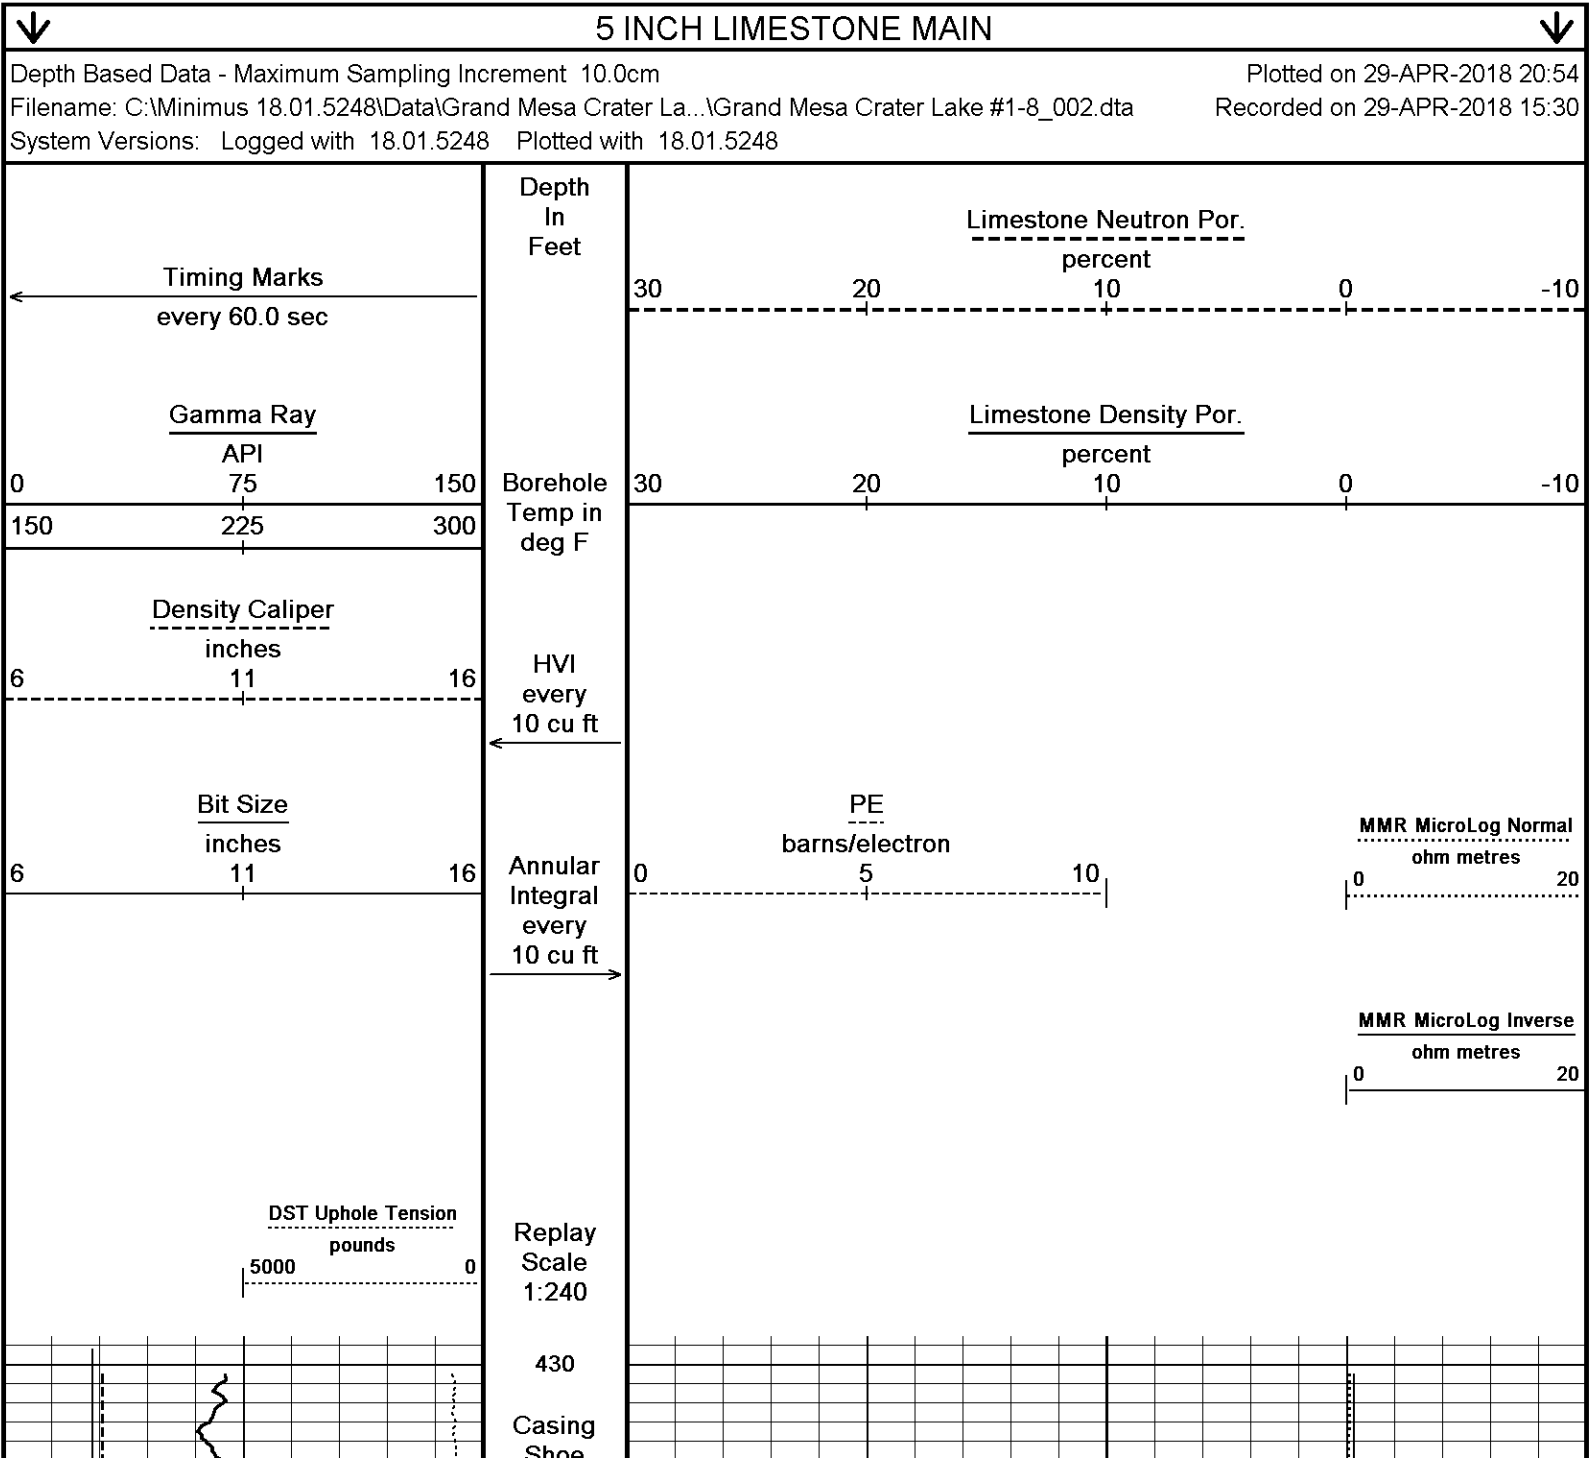 5 INCH LIMESTONE MAIN
Depth Based Data - Maximum Sampling Increment 10.0cm
Plotted on 29-APR-2018 20:54
Filename: C:\Minimus 18.01.5248\Data\Grand Mesa Crater La...\Grand Mesa Crater Lake #1-8_002.dta
Recorded on 29-APR-2018 15:30
System Versions: Logged with 18.01.5248 Plotted with 18.01.5248
Timing Marks
every 60.0 sec
Gamma Ray
API
0 75 150
150 225 300
Density Caliper
inches
6 11 16
Bit Size
inches
6 11 16
DST Uphole Tension
pounds
5000 0
Depth
In
Feet
Borehole
Temp in
deg F
HVI
every
10 cu ft
Annular
Integral
every
10 cu ft
Replay
Scale
1:240
430
Casing
Shoe
Limestone Neutron Por.
percent
30 20 10 0 -10
Limestone Density Por.
percent
30 20 10 0 -10
PE
barns/electron
0 5 10
MMR MicroLog Normal
ohm metres
0 20
MMR MicroLog Inverse
ohm metres
0 20